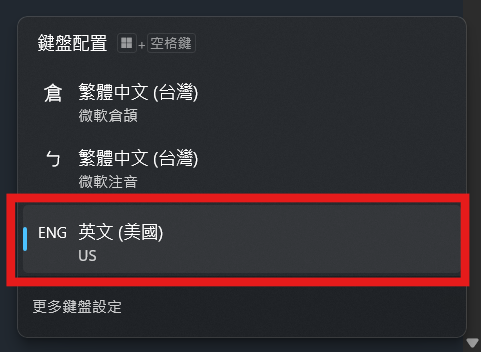 鍵盤配置 + 空格鍵
倉 繁體中文 (台灣)
微軟倉頡
ㄅ 繁體中文 (台灣)
微軟注音
ENG 英文 (美國)
US
更多鍵盤設定